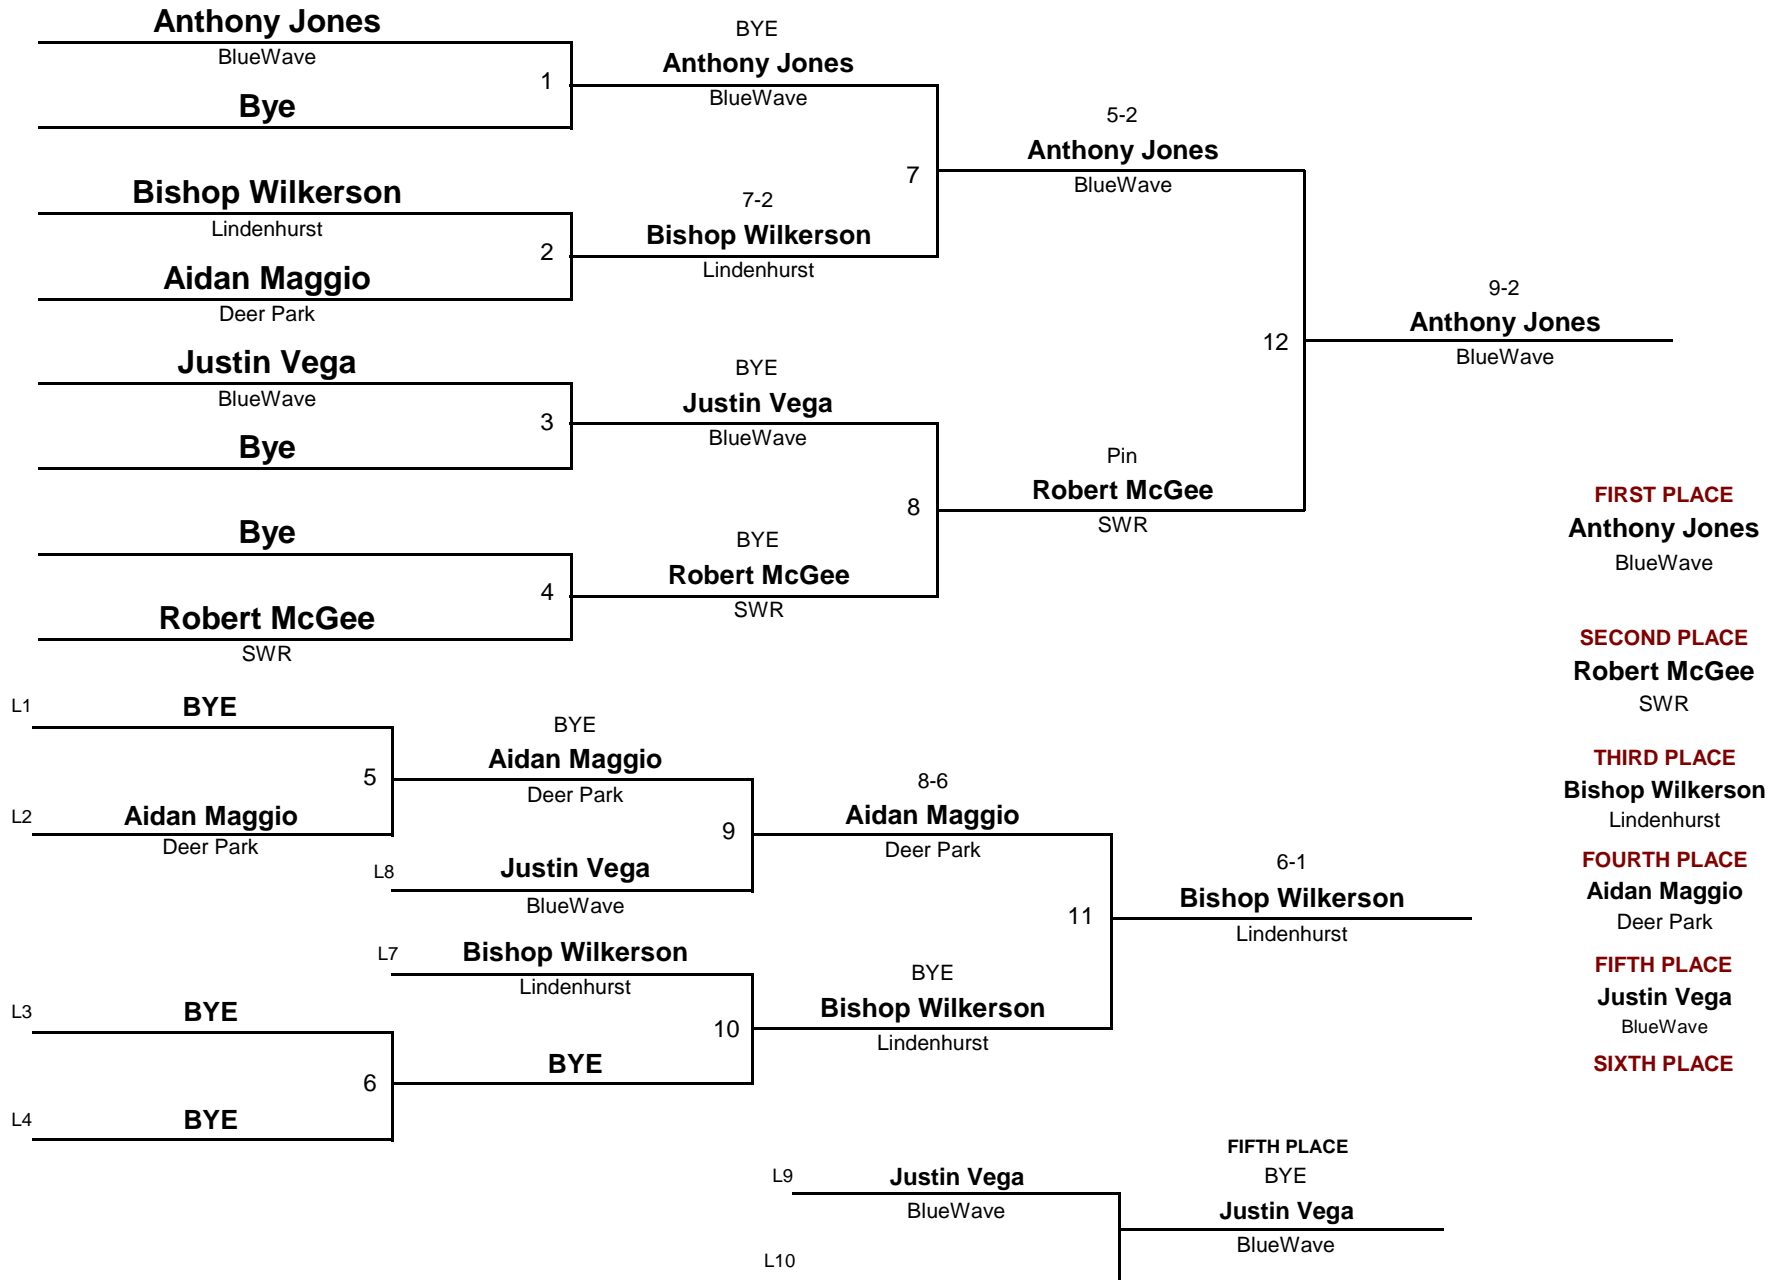 Anthony Jones
BlueWave
1
Bye
BYE
Anthony Jones
BlueWave
Bishop Wilkerson
Lindenhurst
2
Aidan Maggio
Deer Park
7-2
Bishop Wilkerson
Lindenhurst
7
5-2
Anthony Jones
BlueWave
Justin Vega
BlueWave
3
Bye
BYE
Justin Vega
BlueWave
Bye
4
Robert McGee
SWR
BYE
Robert McGee
SWR
8
Pin
Robert McGee
SWR
12
9-2
Anthony Jones
BlueWave
FIRST PLACE
Anthony Jones
BlueWave
SECOND PLACE
Robert McGee
SWR
THIRD PLACE
Bishop Wilkerson
Lindenhurst
FOURTH PLACE
Aidan Maggio
Deer Park
FIFTH PLACE
Justin Vega
BlueWave
SIXTH PLACE
L1
BYE
5
L2
Aidan Maggio
Deer Park
BYE
Aidan Maggio
Deer Park
9
L8
Justin Vega
BlueWave
8-6
Aidan Maggio
Deer Park
L7
Bishop Wilkerson
Lindenhurst
10
L3
BYE
6
L4
BYE
BYE
BYE
Bishop Wilkerson
Lindenhurst
11
6-1
Bishop Wilkerson
Lindenhurst
L9
Justin Vega
BlueWave
L10
FIFTH PLACE
BYE
Justin Vega
BlueWave